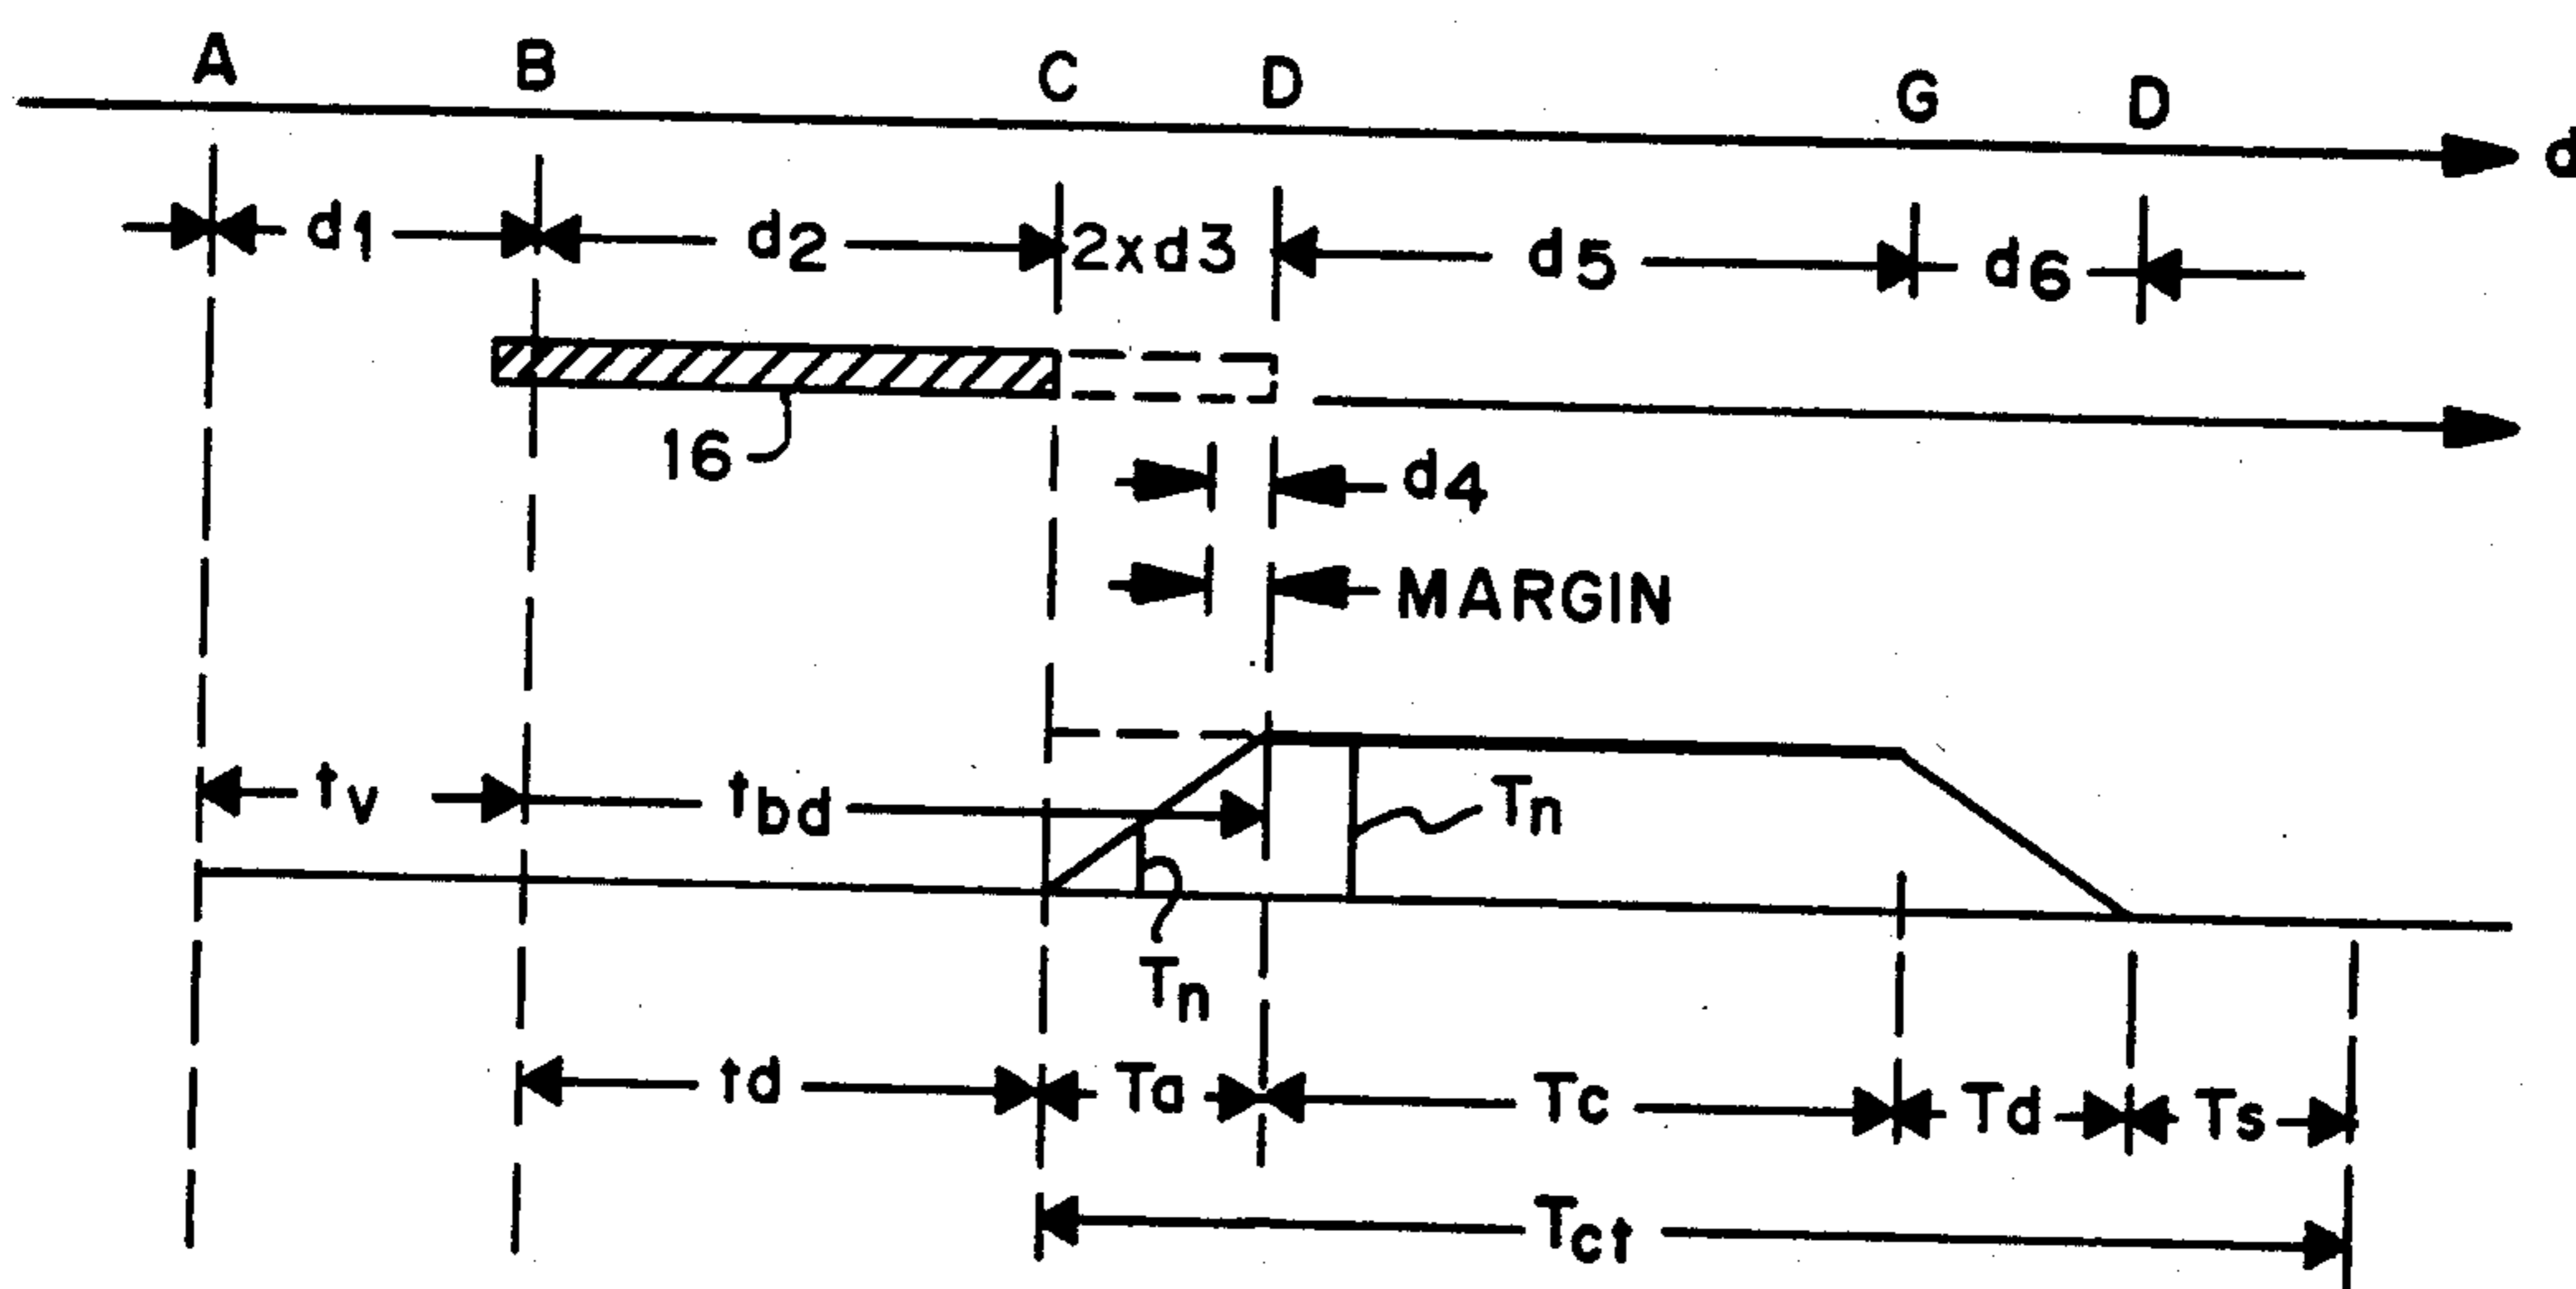 A B C D G D
d
d1 d2 2xd3 d5 d6
16
d4
MARGIN
tv tbd Tn
Tn
td Ta Tc Td Ts
Tct